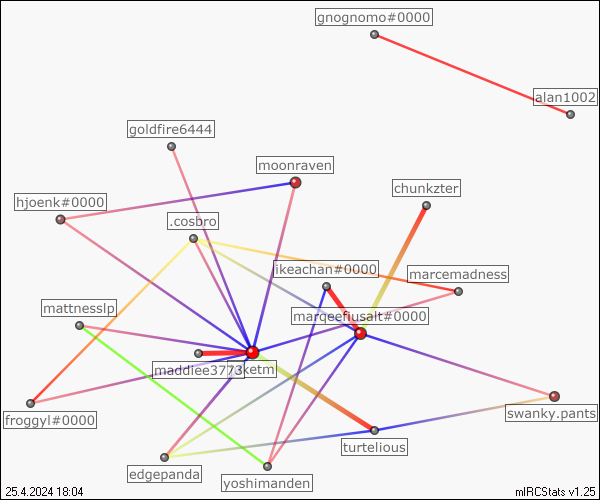 gnognomo#0000
alan1002
goldfire6444
moonraven
chunkzter
hjoenk#0000
.cosbro
ikeachan#0000
marcemadness
mattnesslp
marqeefiusalt#0000
maddiee3773
ketm
froggyl#0000
swanky.pants
turtelious
edgepanda
yoshimanden
25.4.2024 18:04
mIRCStats v1.25